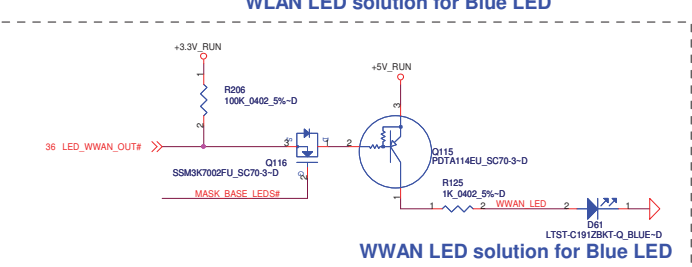 WLAN LED solution for Blue LED
+3.3V_RUN
+5V_RUN
1
R206
100K_0402_5%~D
2
3
36 LED_WWAN_OUT#
3
1
2
Q115
PDTA114EU_SC70-3~D
Q116
SSM3K7002FU_SC70-3~D
2
MASK_BASE_LEDS#
R125
1K_0402_5%~D
1
1
2
WWAN_LED
2
1
D61
LTST-C191ZBKT-Q_BLUE~D
WWAN LED solution for Blue LED